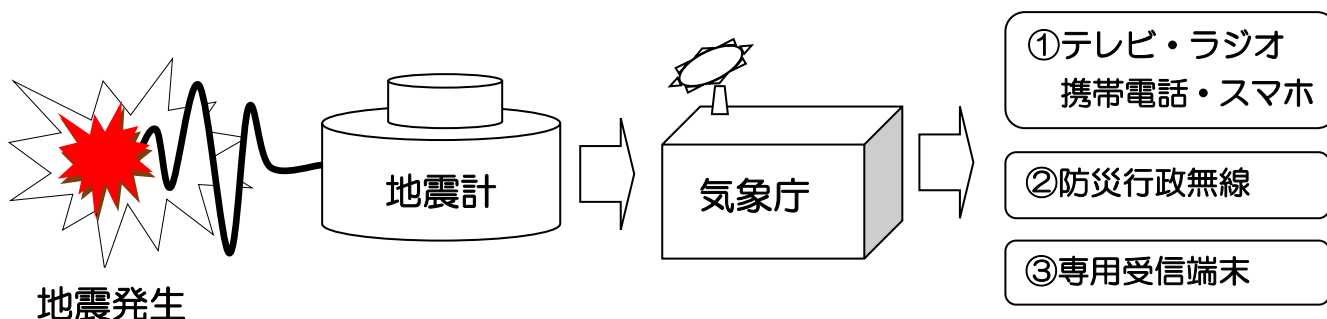 地震発生
地震計
気象庁
①テレビ・ラジオ
携帯電話・スマホ
②防災行政無線
③専用受信端末